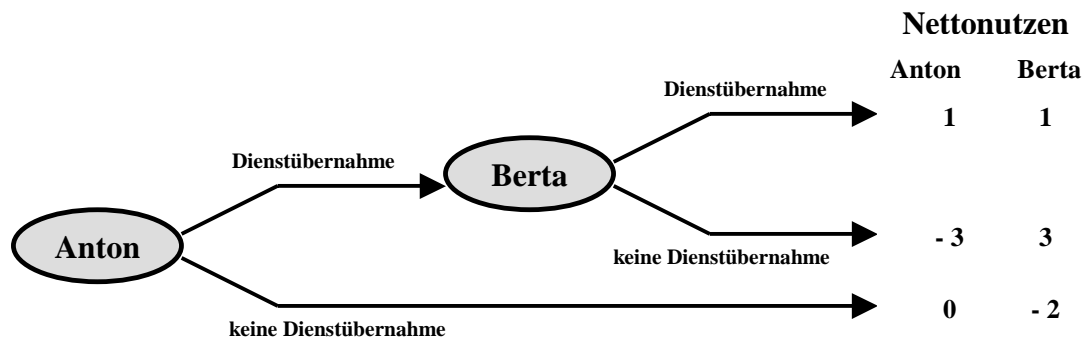 Nettonutzen
Anton Berta
Dienstübernahme
1 1
Dienstübernahme
Berta
Anton
- 3 3
keine Dienstübernahme
0 - 2
keine Dienstübernahme